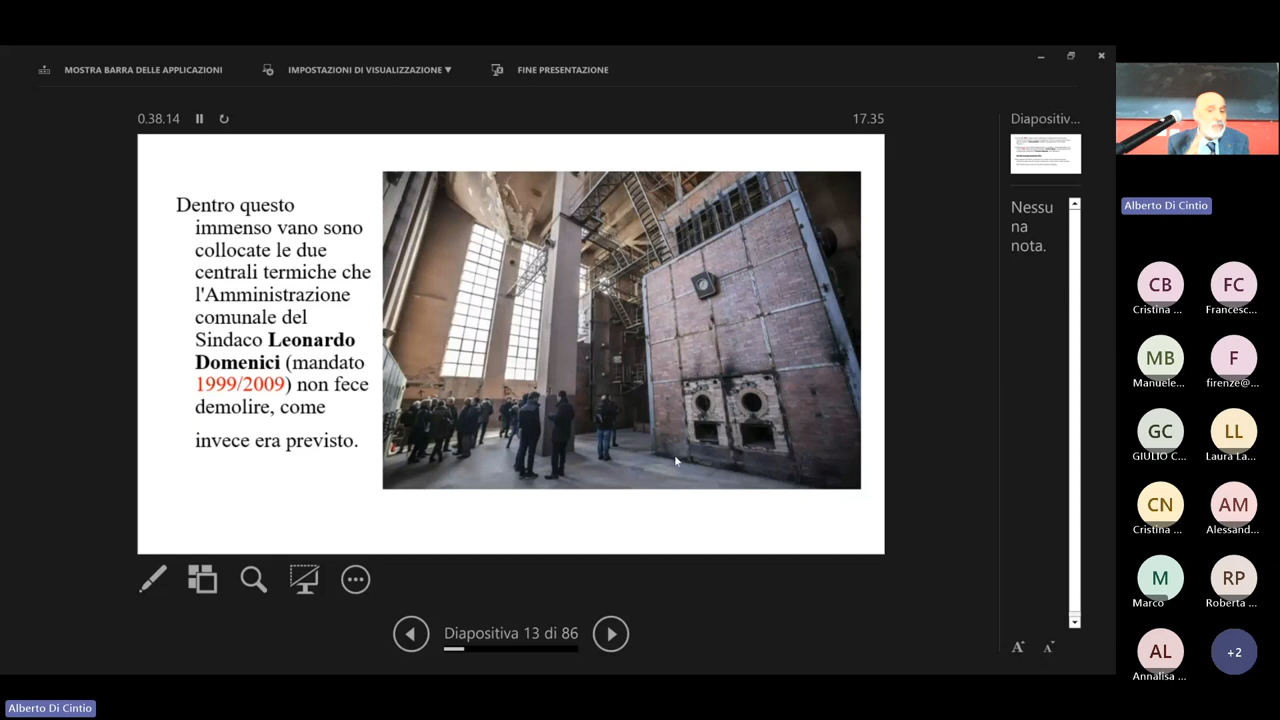 MOSTRA BARRA DELLE APPLICAZIONI
IMPOSTAZIONI DI VISUALIZZAZIONE ▼
FINE PRESENTAZIONE
0.38.14
17.35
Dentro questo
immenso vano sono
collocate le due
centrali termiche che
l'Amministrazione
comunale del
Sindaco Leonardo
Domenici (mandato
1999/2009) non fece
demolire, come
invece era previsto.
Diapositiv...
Nessu
na
nota.
Diapositiva 13 di 86
A A
Alberto Di Cintio
CB FC
Cristina ... Francesc...
MB F
Manuele... firenze@...
GC LL
GIULIO C... Laura La...
CN AM
Cristina ... Alessand...
M RP
Marco Roberta ...
AL +2
Annalisa ...
Alberto Di Cintio